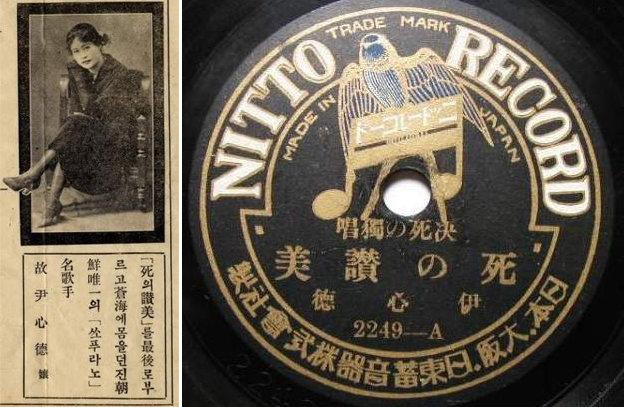 「死의讚美」를最後로부
르고蒼海에몸을던진朝
鮮唯一의「쏘푸라노」
名歌手
故 尹心德 孃
TRADE MARK
NITTO RECORD
MADE IN JAPAN
ニットーレコード
決死の獨唱
死の讚美
伊心德
2249—A
日本.大阪.日東蓄音器株式會社製